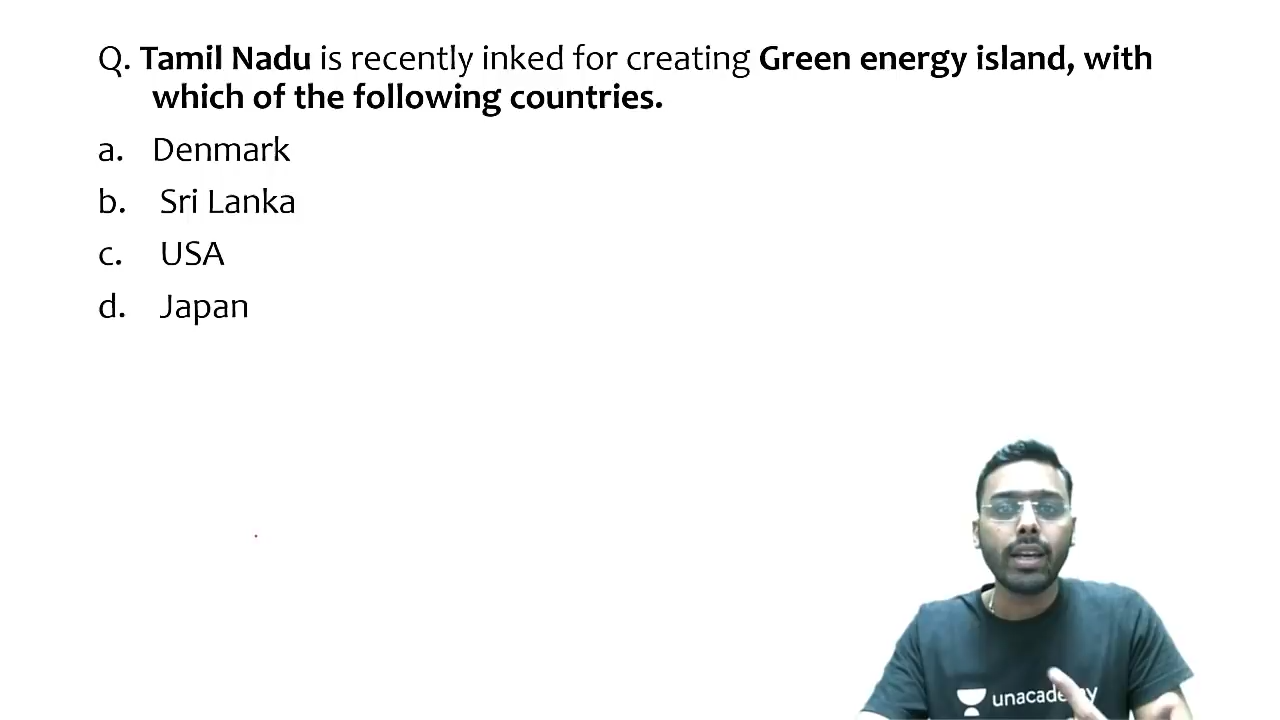 Q. Tamil Nadu is recently inked for creating Green energy island, with
which of the following countries.
a. Denmark
b. Sri Lanka
c. USA
d. Japan
unacademy